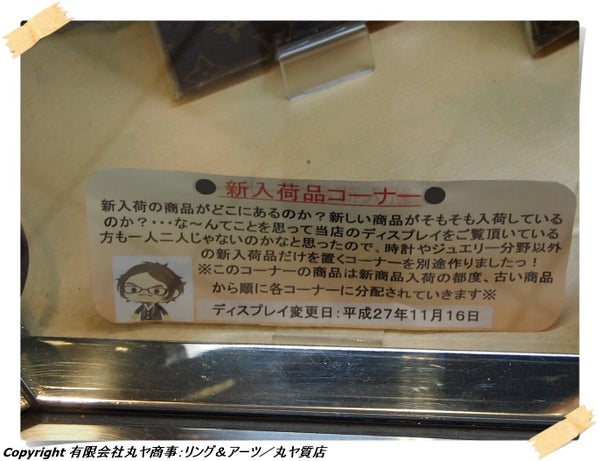 ●新入荷品コーナー●
新入荷の商品がどこにあるのか？新しい商品がそもそも入荷している
のか？・・・な～んてことを思って当店のディスプレイをご覧頂いている
方も一人二人じゃないのかなと思ったので、時計やジュエリー分野以外
の新入荷品だけを置くコーナーを別途作りましたっ！
※このコーナーの商品は新商品入荷の都度、古い商品
から順に各コーナーに分配されていきます※
ディスプレイ変更日：平成27年11月16日
Copyright 有限会社丸ヤ商事：リング＆アーツ／丸ヤ質店